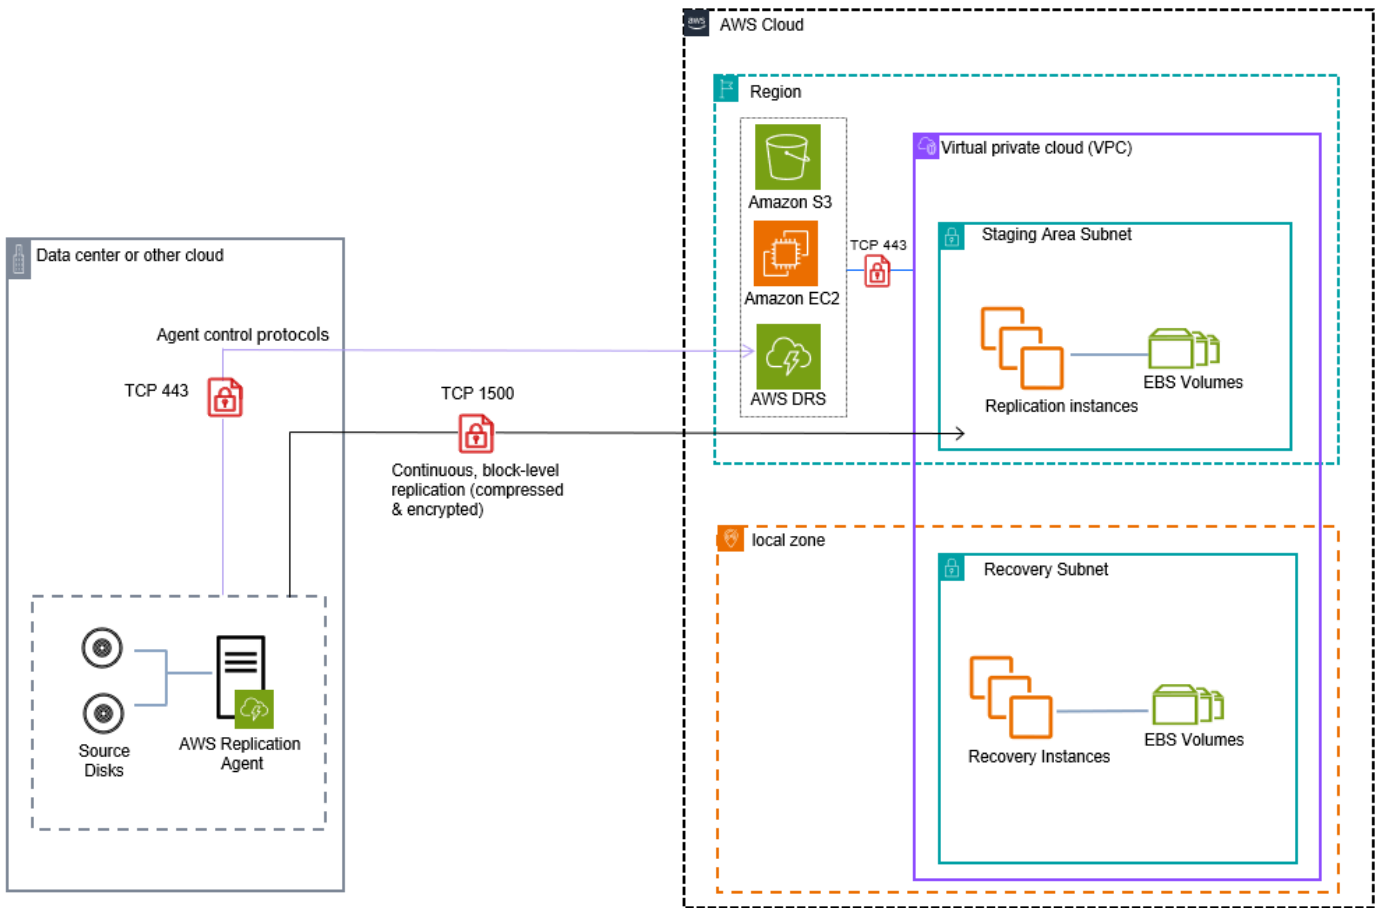 aws
AWS Cloud
Region
Amazon S3
Amazon EC2
AWS DRS
TCP 443
Virtual private cloud (VPC)
Staging Area Subnet
Replication instances
EBS Volumes
Data center or other cloud
Agent control protocols
TCP 443
TCP 1500
Continuous, block-level
replication (compressed
& encrypted)
Source
Disks
AWS Replication
Agent
local zone
Recovery Subnet
Recovery Instances
EBS Volumes